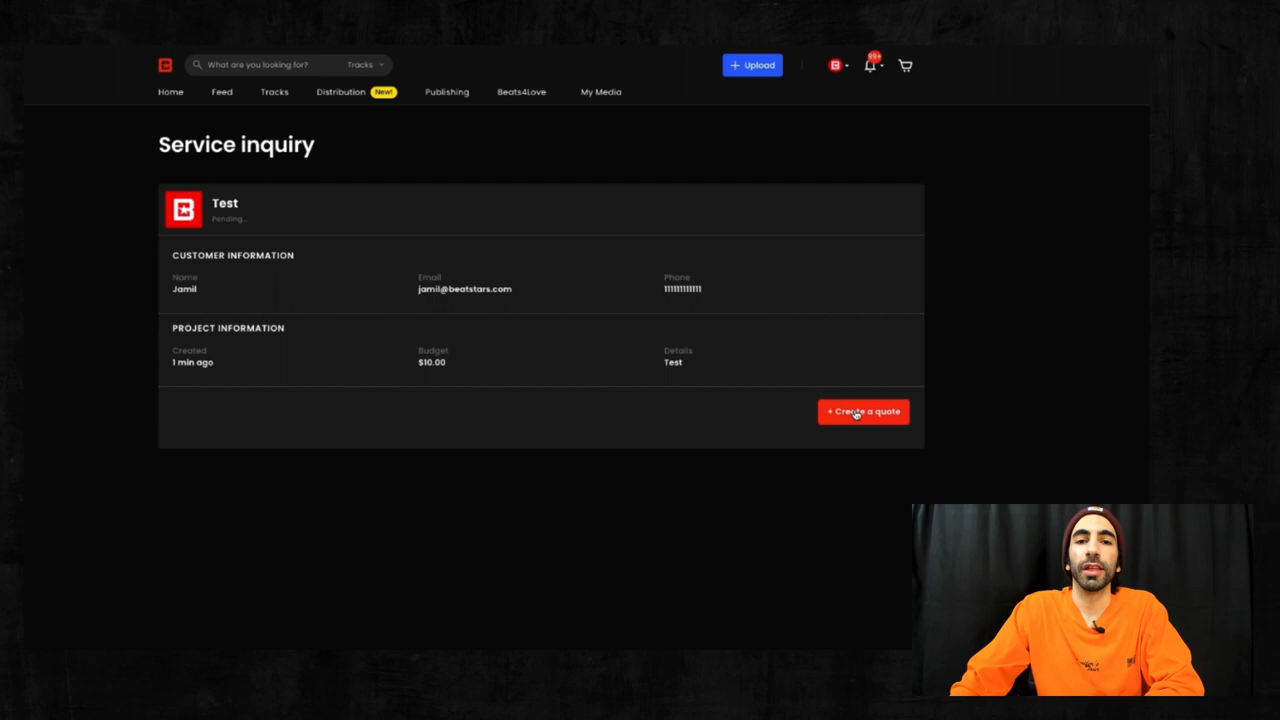 What are you looking for? Tracks + Upload 99+
Home Feed Tracks Distribution New! Publishing Beats4Love My Media
Service inquiry
Test
Pending...
CUSTOMER INFORMATION
Name Email Phone
Jamil jamil@beatstars.com 111111111111
PROJECT INFORMATION
Created Budget Details
1 min ago $10.00 Test
+ Create a quote